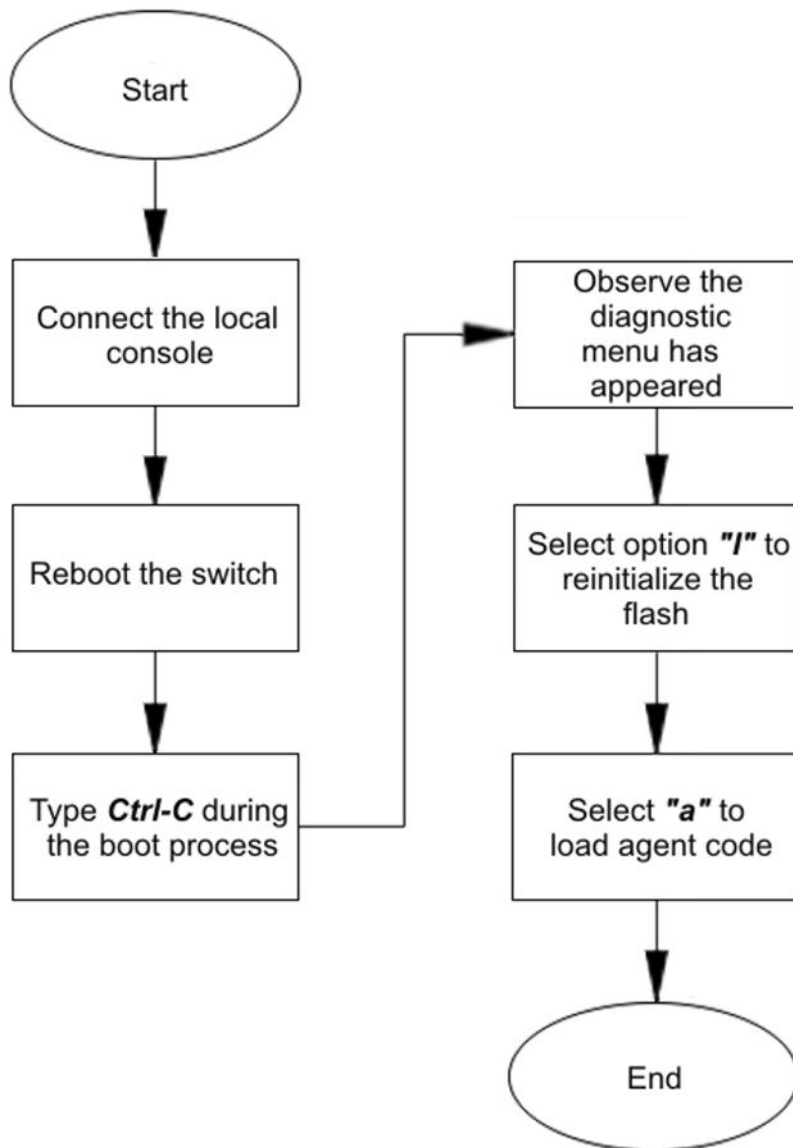 Start
Connect the local
console
Reboot the switch
Type Ctrl-C during
the boot process
Observe the
diagnostic
menu has
appeared
Select option "I" to
reinitialize the
flash
Select "a" to
load agent code
End